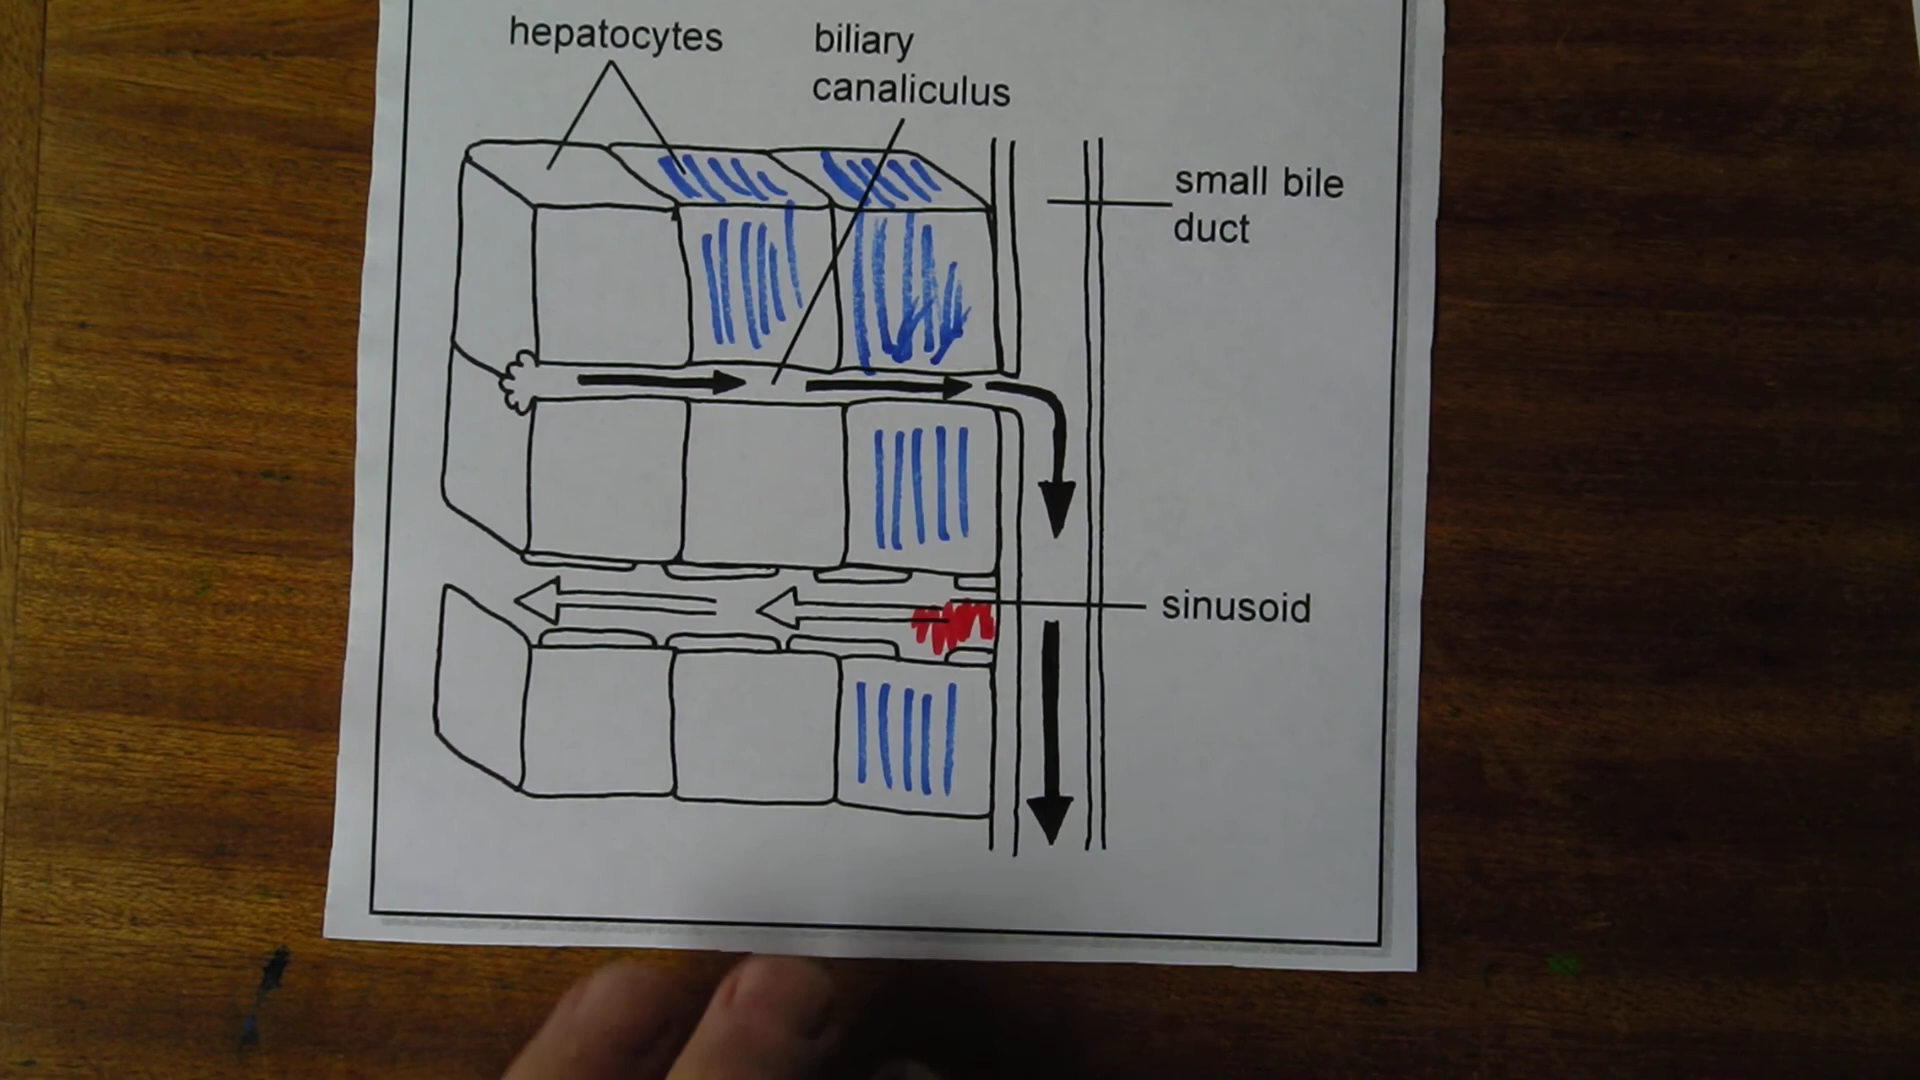 hepatocytes
biliary
canaliculus
small bile
duct
sinusoid